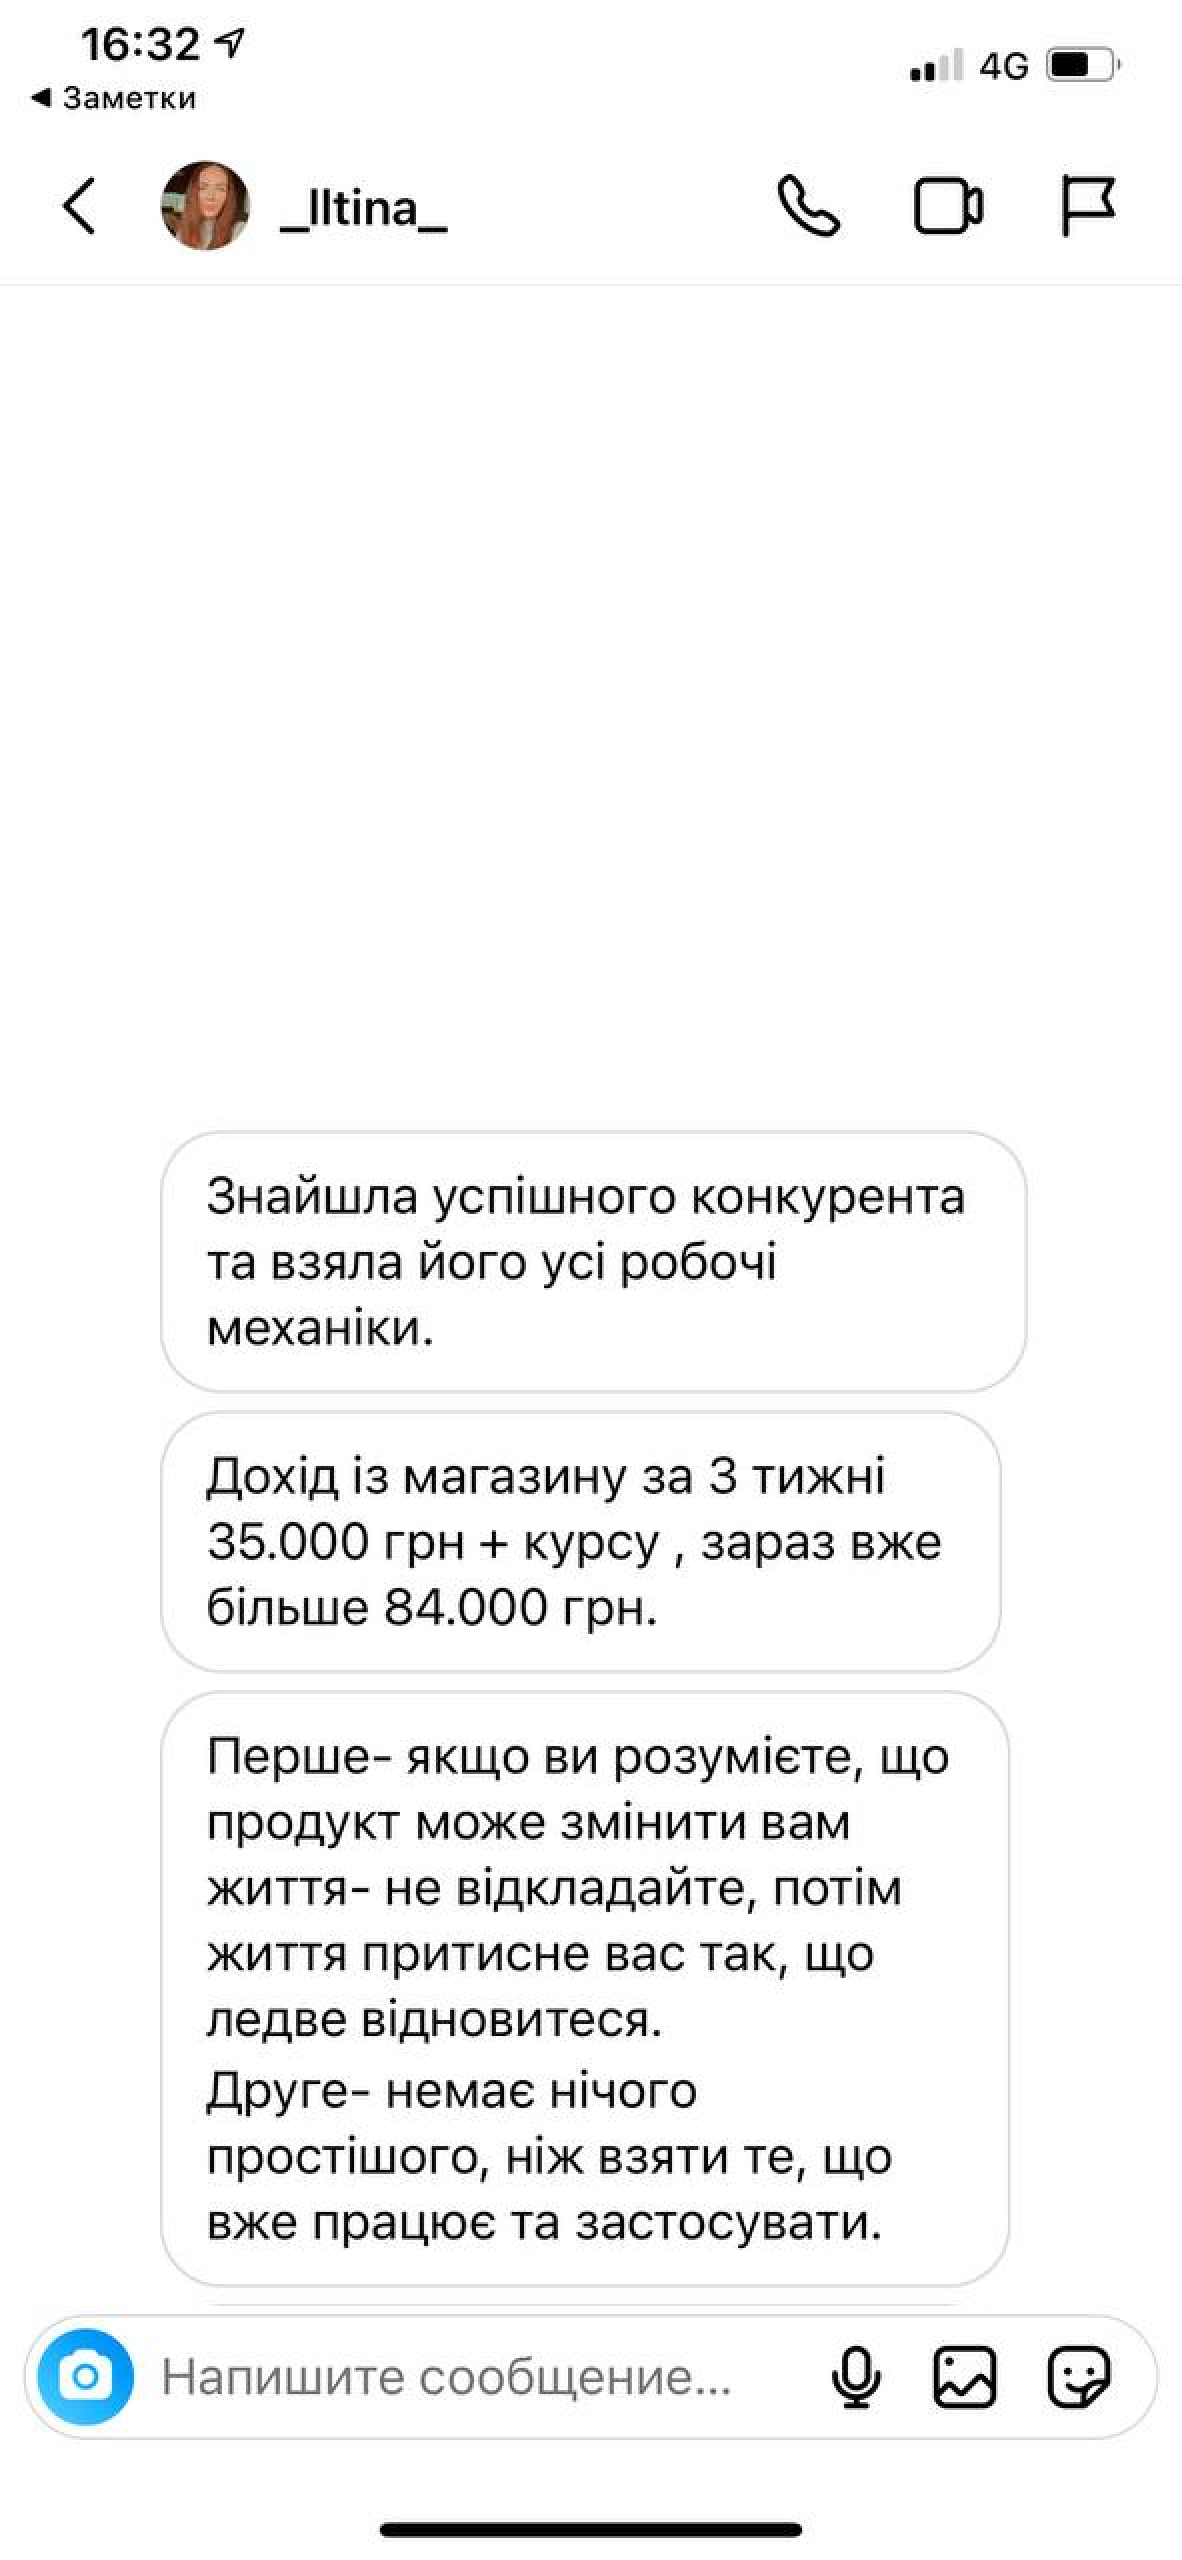 16:32
◀ Заметки
4G
_lltina_
Знайшла успішного конкурента
та взяла його усі робочі
механіки.
Дохід із магазину за 3 тижні
35.000 грн + курсу , зараз вже
більше 84.000 грн.
Перше- якщо ви розумієте, що
продукт може змінити вам
життя- не відкладайте, потім
життя притисне вас так, що
ледве відновитеся.
Друге- немає нічого
простішого, ніж взяти те, що
вже працює та застосувати.
Напишите сообщение...